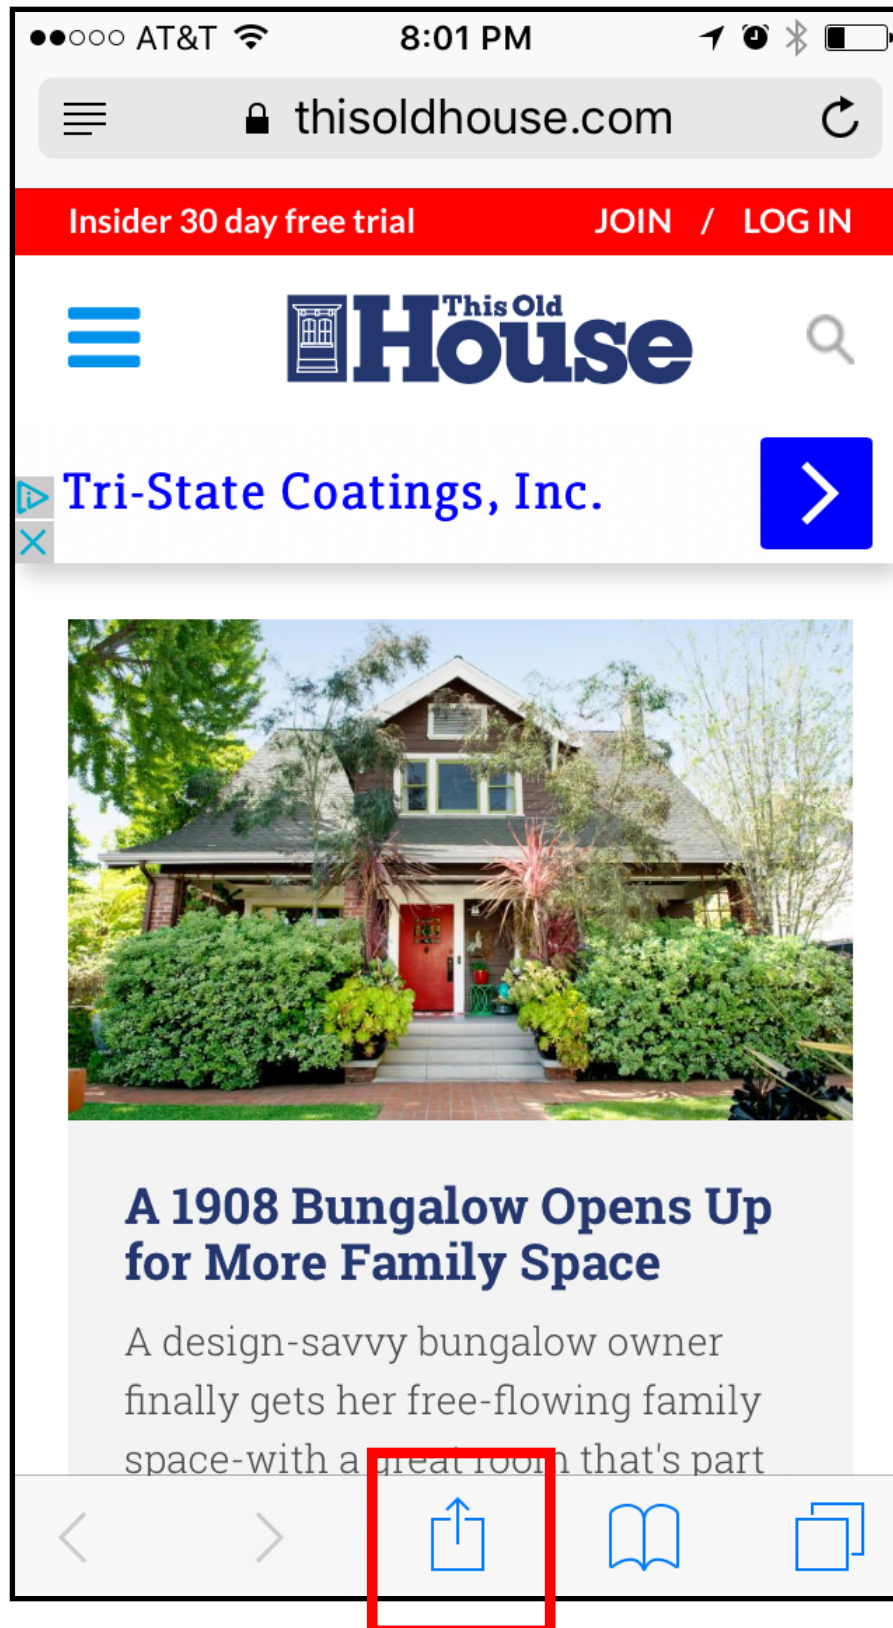 AT&T 8:01 PM
thisoldhouse.com
Insider 30 day free trial JOIN / LOG IN
This Old
House
Tri-State Coatings, Inc.
A 1908 Bungalow Opens Up
for More Family Space
A design-savvy bungalow owner
finally gets her free-flowing family
space-with a great room that's part